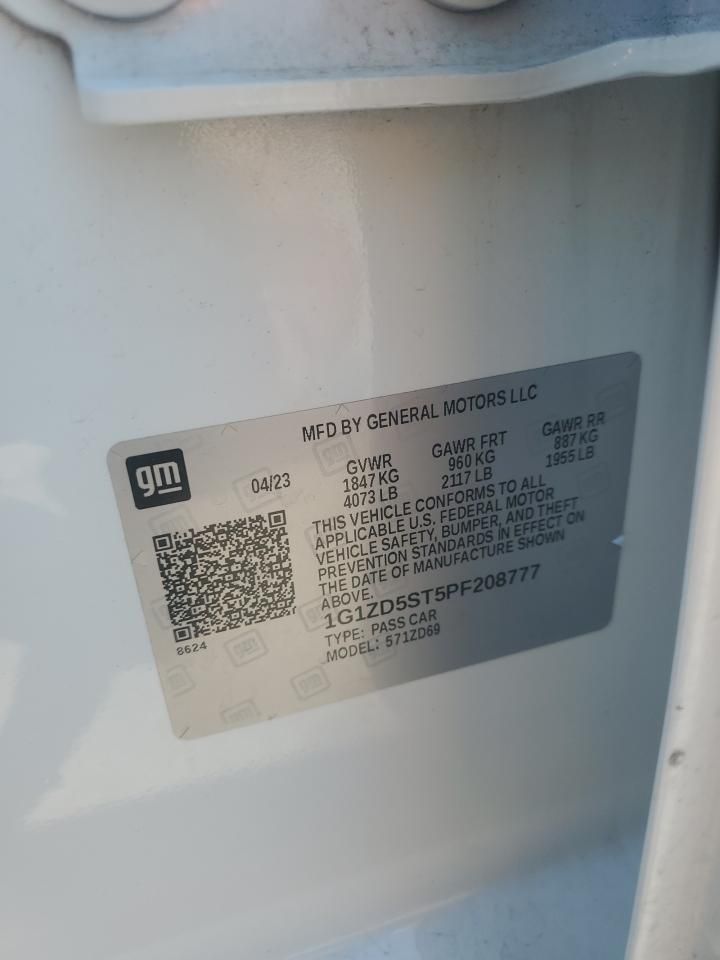 MFD BY GENERAL MOTORS LLC
gm
04/23
GVWR GAWR FRT GAWR RR
1847 KG 960 KG 887 KG
4073 LB 2117 LB 1955 LB
THIS VEHICLE CONFORMS TO ALL
APPLICABLE U.S. FEDERAL MOTOR
VEHICLE SAFETY, BUMPER, AND THEFT
PREVENTION STANDARDS IN EFFECT ON
THE DATE OF MANUFACTURE SHOWN
ABOVE.
1G1ZD5ST5PF208777
TYPE: PASS CAR
MODEL: 571ZD69
8624